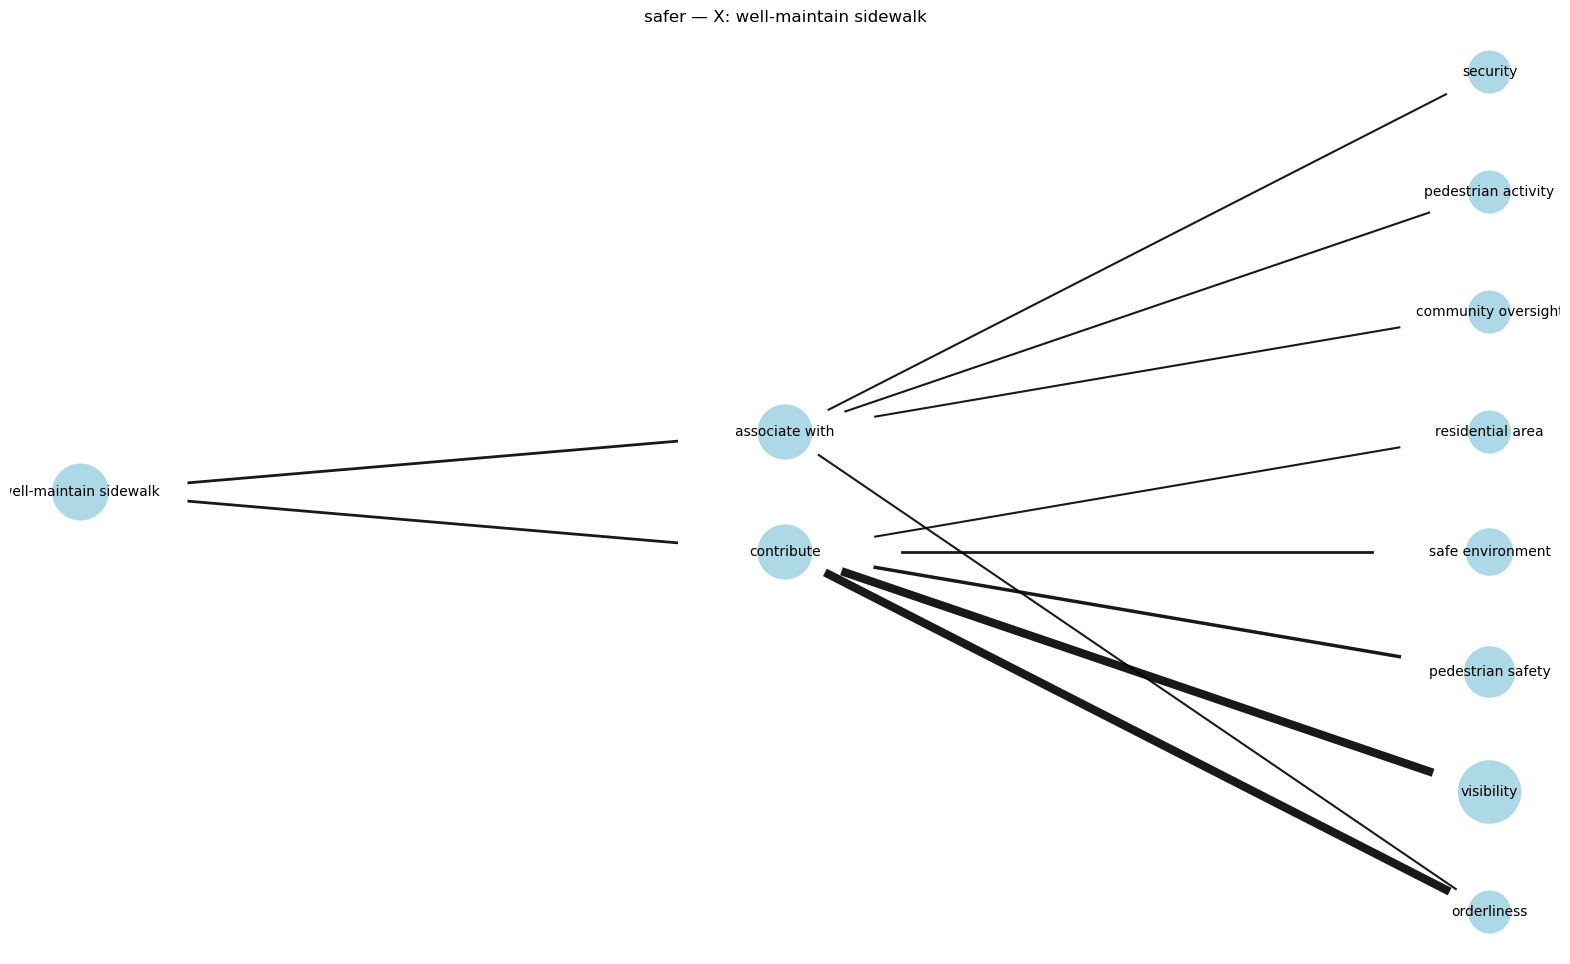 safer — X: well-maintain sidewalk
security
pedestrian activity
community oversight
associate with
residential area
well-maintain sidewalk
contribute
safe environment
pedestrian safety
visibility
orderliness